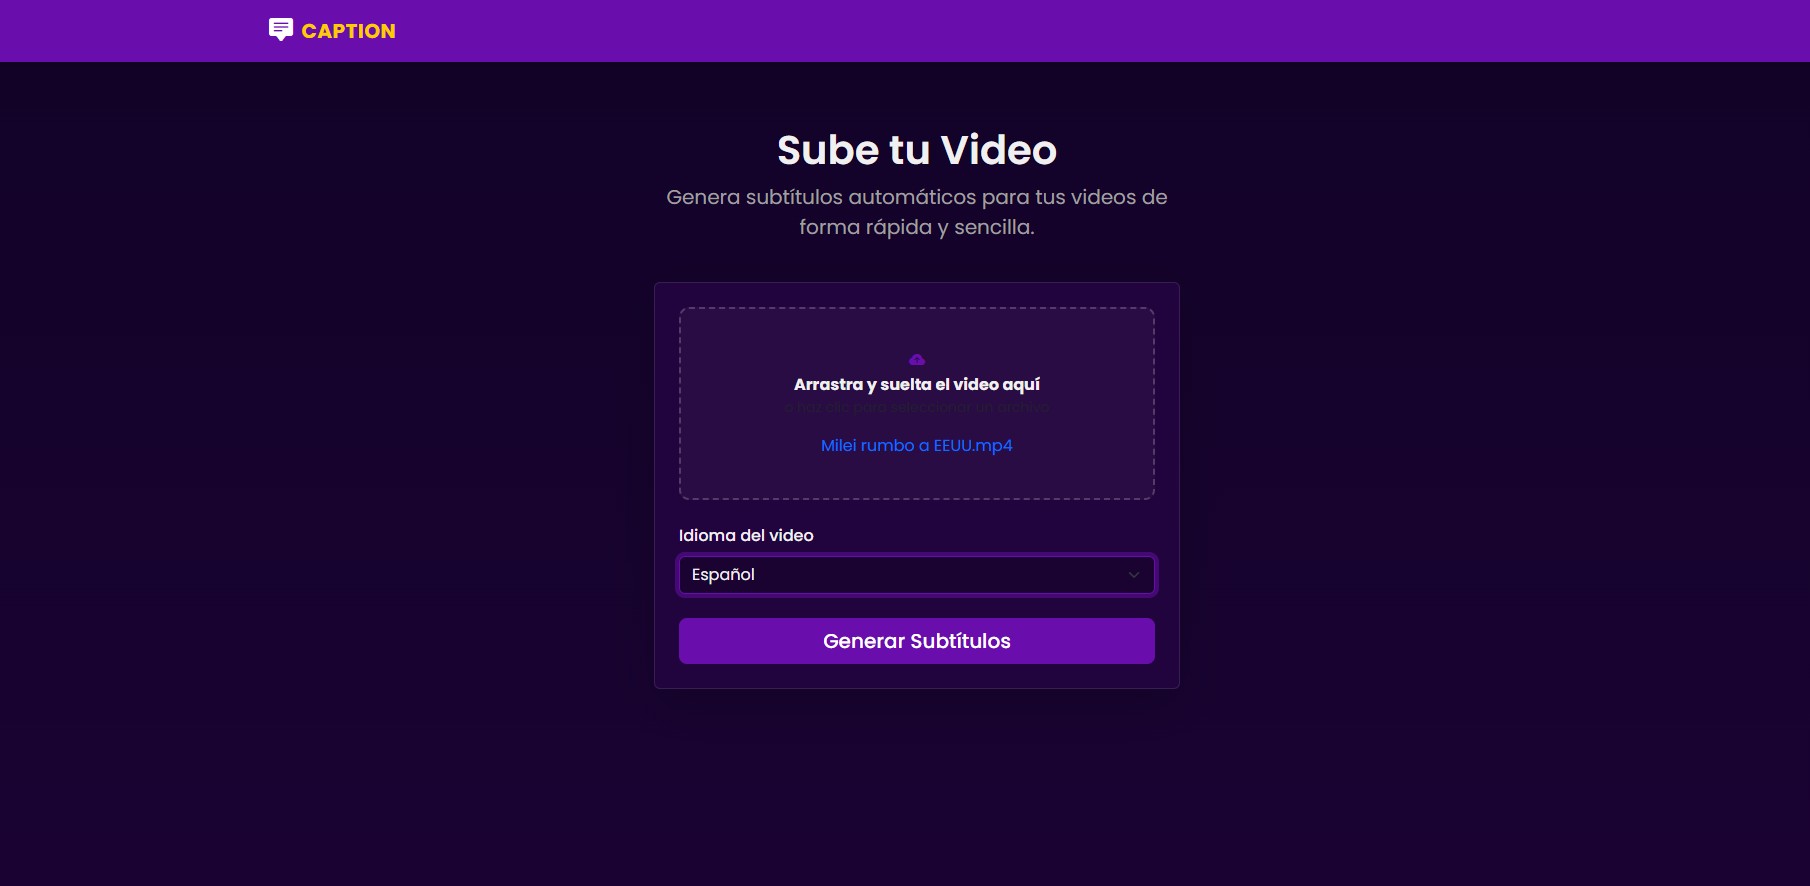 CAPTION
Sube tu Video
Genera subtítulos automáticos para tus videos de
forma rápida y sencilla.
Arrastra y suelta el video aquí
o haz clic para seleccionar un archivo
Milei rumbo a EEUU.mp4
Idioma del video
Español
Generar Subtítulos